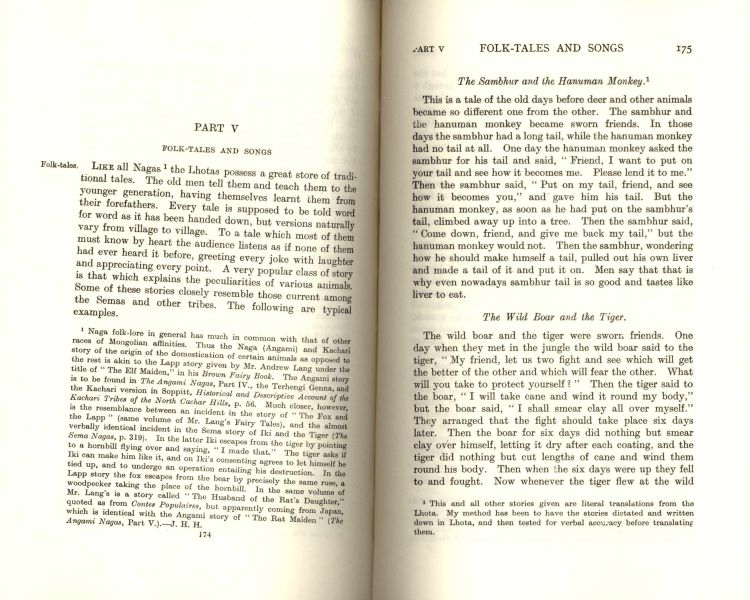 PART V
FOLK-TALES AND SONGS
Folk-tales.
LIKE all Nagas ¹ the Lhotas possess a great store of tradi-
tional tales. The old men tell them and teach them to the
younger generation, having themselves learnt them from
their forefathers. Every tale is supposed to be told word
for word as it has been handed down, but versions naturally
vary from village to village. To a tale which most of them
must know by heart the audience listens as if none of them
had ever heard it before, greeting every joke with laughter
and appreciating every point. A very popular class of story
is that which explains the peculiarities of various animals.
Some of these stories closely resemble those current among
the Semas and other tribes. The following are typical
examples.
¹ Naga folk-lore in general has much in common with that of other
races of Mongolian affinities. Thus the Naga (Angami) and Kachari
story of the origin of the domestication of certain animals as opposed to
the rest is akin to the Lapp story given by Mr. Andrew Lang under the
title of “ The Elf Maiden,” in his Brown Fairy Book. The Angami story
is to be found in The Angami Nagas, Part IV., the Terhengi Genna, and
the Kachari version in Soppitt, Historical and Descriptive Account of the
Kachari Tribes of the North Cachar Hills, p. 56. Much closer, however,
is the resemblance between an incident in the story of “ The Fox and
the Lapp ” (same volume of Mr. Lang's Fairy Tales), and the almost
verbally identical incident in the Sema story of Iki and the Tiger (The
Sema Nagas, p. 319). In the latter Iki escapes from the tiger by pointing
to a hornbill flying over and saying, “ I made that.” The tiger asks if
Iki can make him like it, and on Iki's consenting agrees to let himself be
tied up, and to undergo an operation entailing his destruction. In the
Lapp story the fox escapes from the bear by precisely the same ruse, a
woodpecker taking the place of the hornbill. In the same volume of
Mr. Lang's is a story called “ The Husband of the Rat's Daughter,”
quoted as from Contes Populaires, but apparently coming from Japan,
which is identical with the Angami story of “ The Rat Maiden ” (The
Angami Nagas, Part V.).—J. H. H.
174
PART V FOLK-TALES AND SONGS 175
The Sambhur and the Hanuman Monkey.¹
This is a tale of the old days before deer and other animals
became so different one from the other. The sambhur and
the hanuman monkey became sworn friends. In those
days the sambhur had a long tail, while the hanuman monkey
had no tail at all. One day the hanuman monkey asked the
sambhur for his tail and said, “ Friend, I want to put on
your tail and see how it becomes me. Please lend it to me.”
Then the sambhur said, “ Put on my tail, friend, and see
how it becomes you,” and gave him his tail. But the
hanuman monkey, as soon as he had put on the sambhur's
tail, climbed away up into a tree. Then the sambhur said,
“ Come down, friend, and give me back my tail,” but the
hanuman monkey would not. Then the sambhur, wondering
how he should make himself a tail, pulled out his own liver
and made a tail of it and put it on. Men say that that is
why even nowadays sambhur tail is so good and tastes like
liver to eat.
The Wild Boar and the Tiger.
The wild boar and the tiger were sworn friends. One
day when they met in the jungle the wild boar said to the
tiger, “ My friend, let us two fight and see which will get
the better of the other and which will fear the other. What
will you take to protect yourself ? ” Then the tiger said to
the boar, “ I will take cane and wind it round my body,”
but the boar said, “ I shall smear clay all over myself.”
They arranged that the fight should take place six days
later. Then the boar for six days did nothing but smear
clay over himself, letting it dry after each coating, and the
tiger did nothing but cut lengths of cane and wind them
round his body. Then when the six days were up they fell
to and fought. Now whenever the tiger flew at the wild
¹ This and all other stories given are literal translations from the
Lhota. My method has been to have the stories dictated and written
down in Lhota, and then tested for verbal accuracy before translating
them.